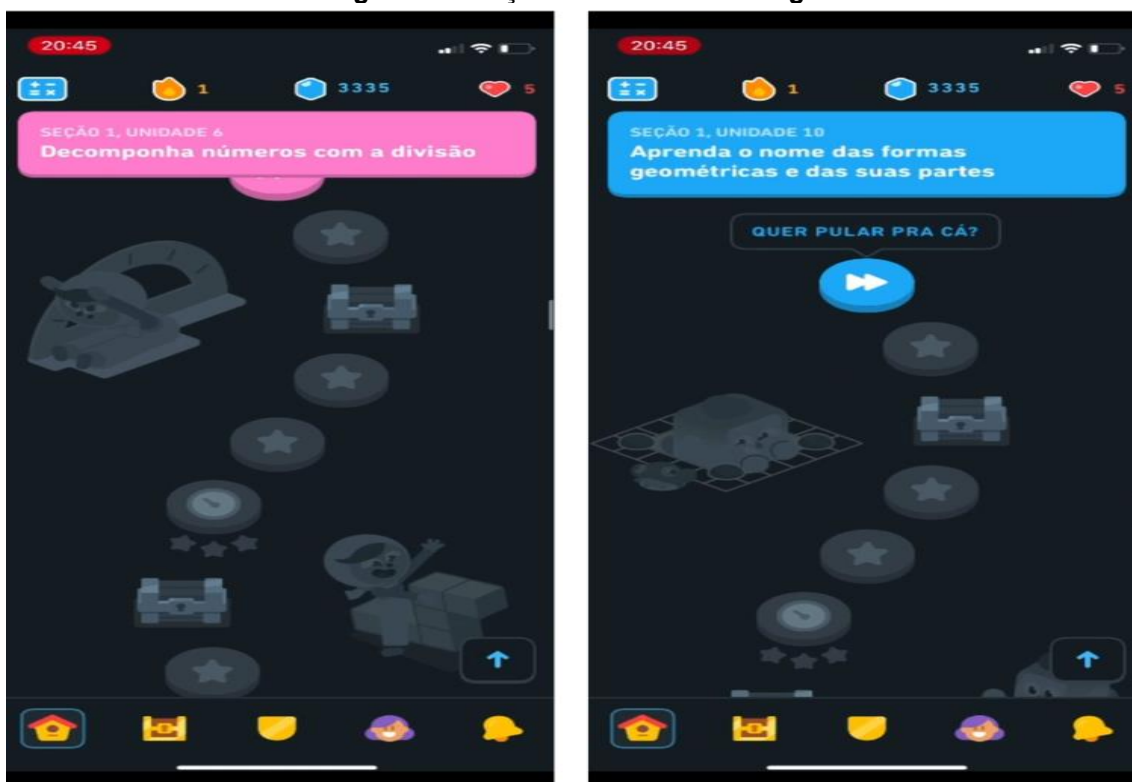 20:45
1
3335
5
SEÇÃO 1, UNIDADE 6
Decomponha números com a divisão
20:45
1
3335
5
SEÇÃO 1, UNIDADE 10
Aprenda o nome das formas
geométricas e das suas partes
QUER PULAR PRA CÁ?